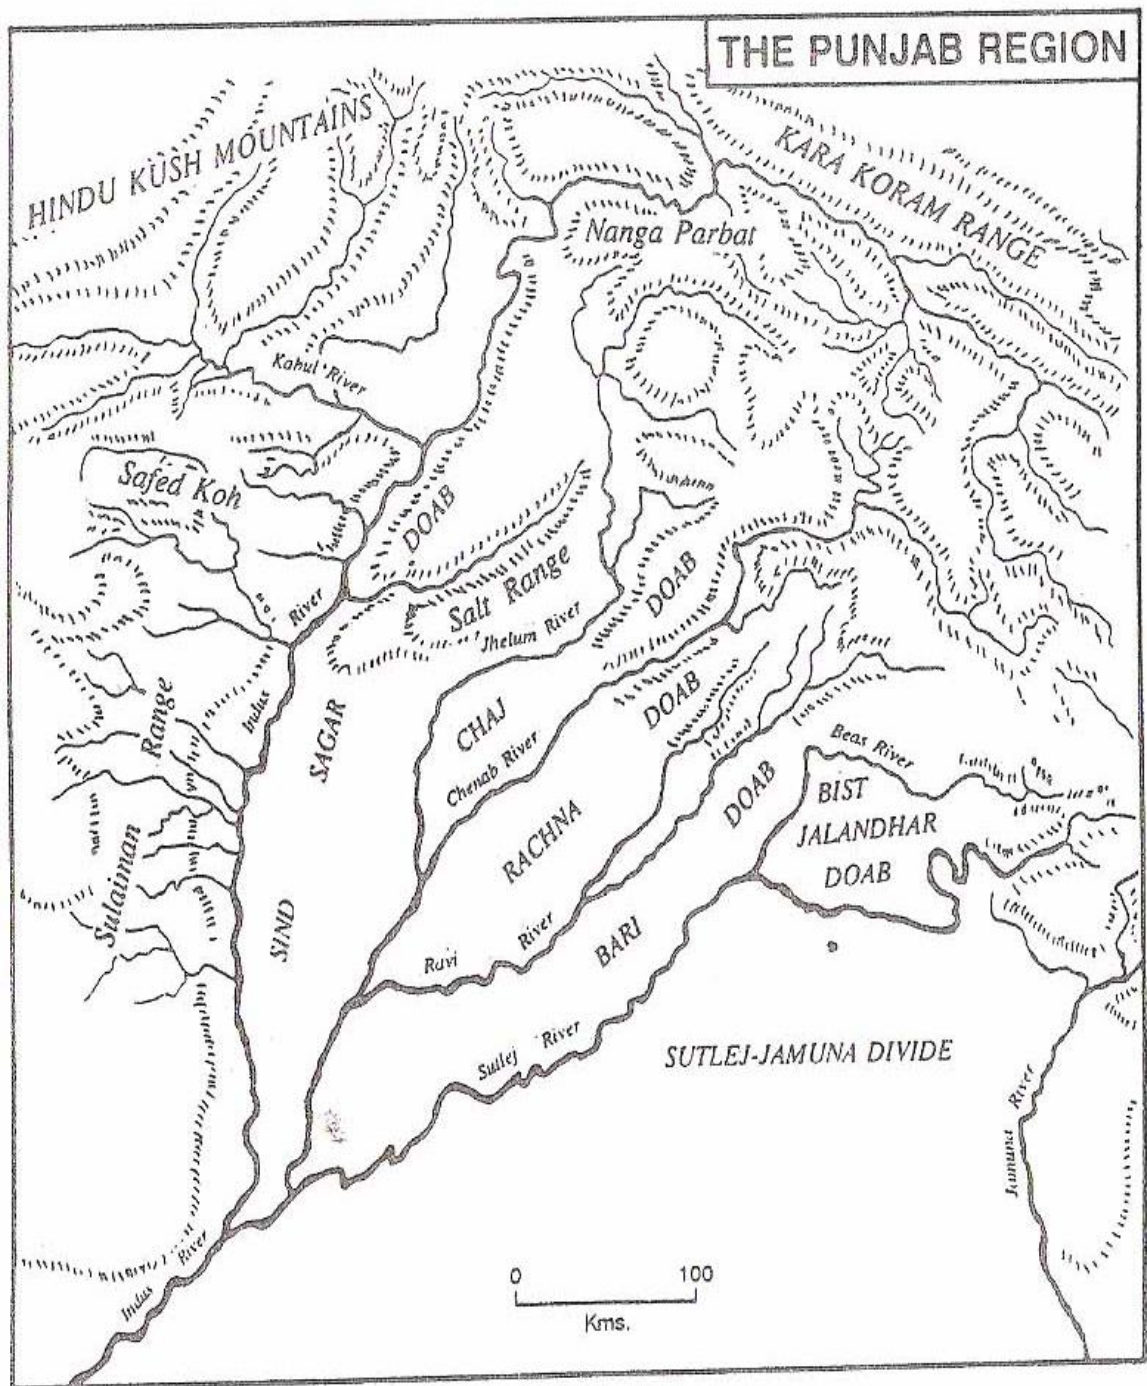 THE PUNJAB REGION
HINDU KUSH MOUNTAINS
KARA KORAM RANGE
Nanga Parbat
Kabul River
Safed Koh
DOAB
Salt Range
DOAB
River
Jhelum River
Indus
Range
SAGAR
CHAJ
DOAB
Chenab River
Beas River
DOAB
BIST
JALANDHAR
DOAB
RACHNA
Sulaiman
SIND
River
BARI
Ravi
Sutlej River
SUTLEJ-JAMUNA DIVIDE
River
Jamuna
River
Indus
0 100
Kms.